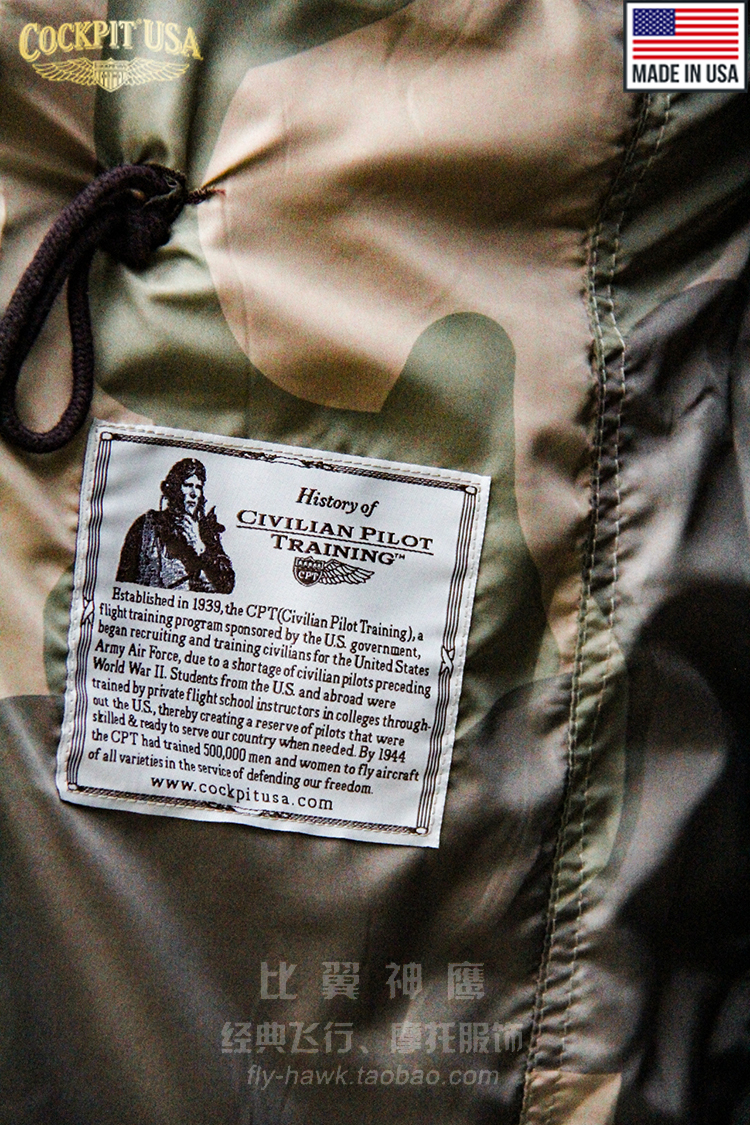 COCKPIT USA
MADE IN USA
History of
CIVILIAN PILOT
TRAINING™
CPT
Established in 1939, the CPT(Civilian Pilot Training), a
flight training program sponsored by the U.S. government,
began recruiting and training civilians for the United States
Army Air Force, due to a shortage of civilian pilots preceding
World War II. Students from the U.S. and abroad were
trained by private flight school instructors in colleges through-
out the U.S., thereby creating a reserve of pilots that were
skilled & ready to serve our country when needed. By 1944
the CPT had trained 500,000 men and women to fly aircraft
of all varieties in the service of defending our freedom.
www.cockpitusa.com
比翼神鹰
经典飞行、摩托服饰
fly-hawk.taobao.com